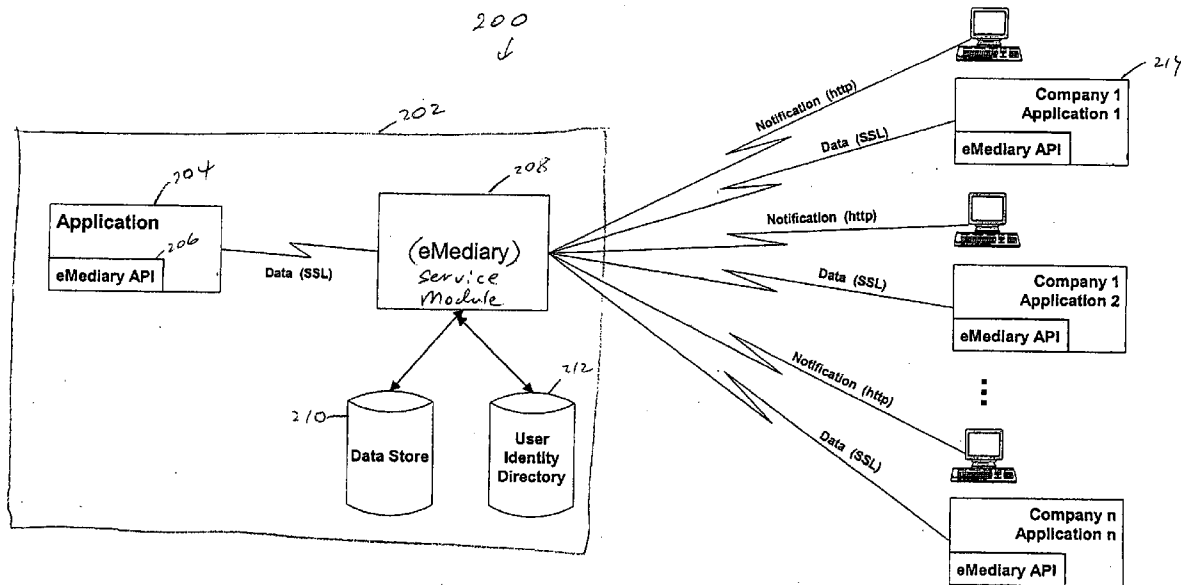 200
202
204
Application
206
eMediary API
Data (SSL)
208
(eMediary)
Service
Module
210
Data Store
212
User
Identity
Directory
Notification (http)
Data (SSL)
214
Company 1
Application 1
eMediary API
Notification (http)
Data (SSL)
Company 1
Application 2
eMediary API
Notification (http)
Data (SSL)
Company n
Application n
eMediary API